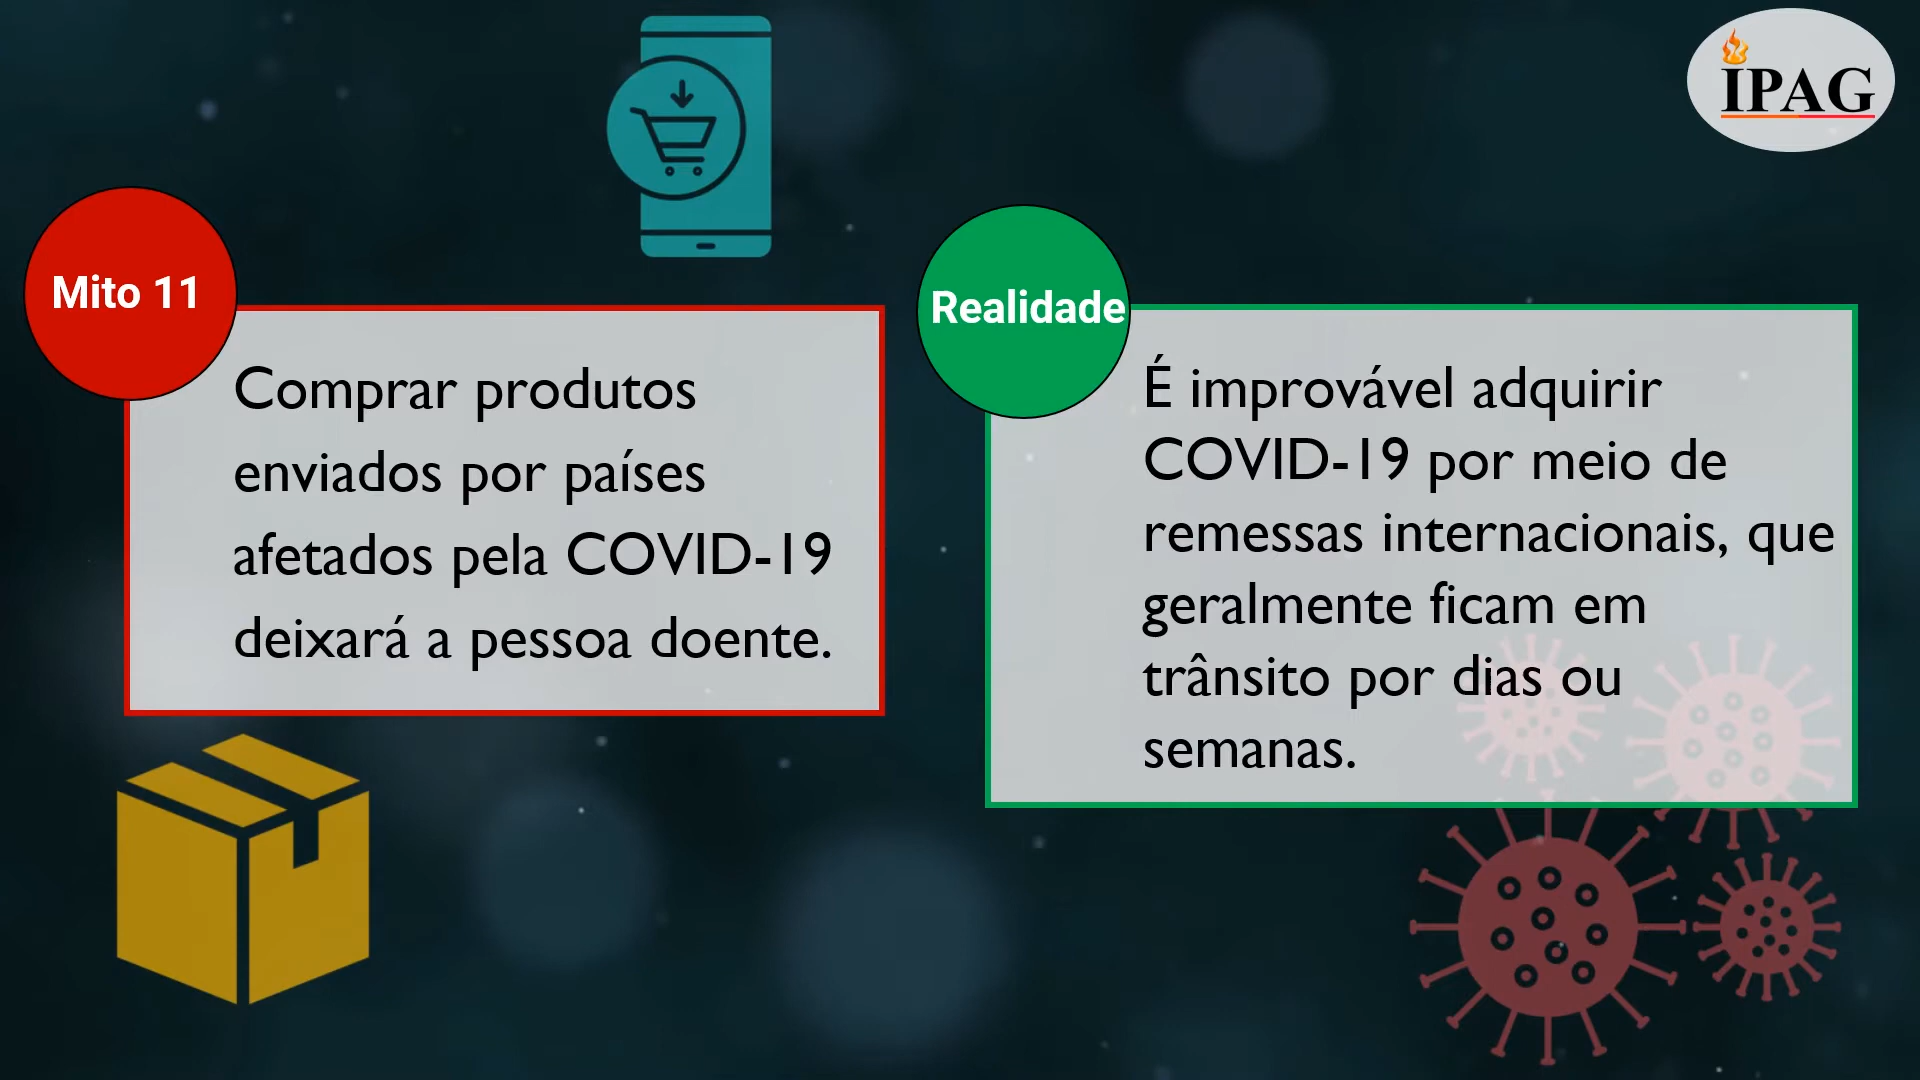 IPAG
Mito 11
Comprar produtos
enviados por países
afetados pela COVID-19
deixará a pessoa doente.
Realidade
É improvável adquirir
COVID-19 por meio de
remessas internacionais, que
geralmente ficam em
trânsito por dias ou
semanas.